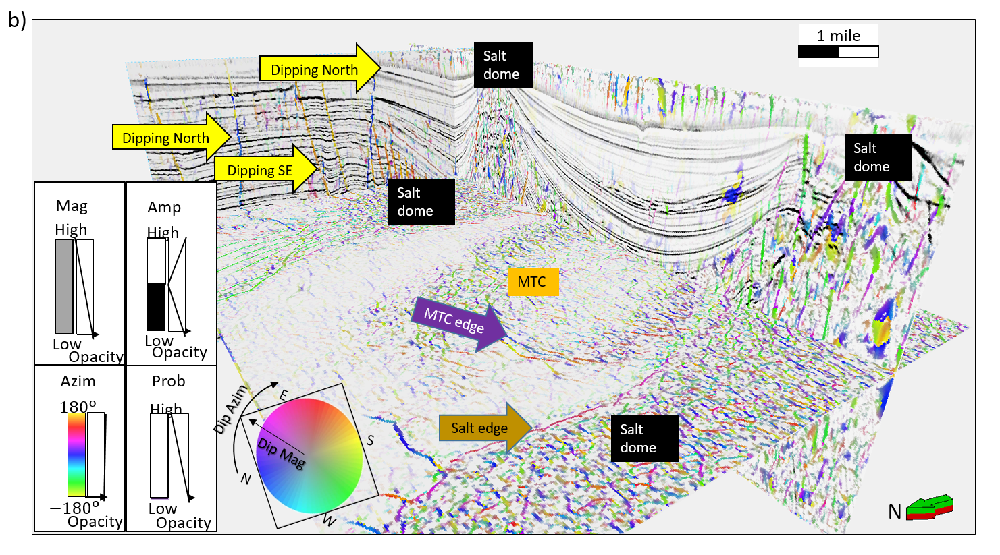 b)
1 mile
Salt
dome
Dipping North
Dipping North
Dipping SE
Salt
dome
Salt
dome
Mag
High
Low
Opacity
Amp
High
Low
Opacity
MTC
MTC edge
Azim
180°
−180°
Opacity
Prob
High
Low
Opacity
Dip Azim
E
S
Dip Mag
N
W
Salt edge
Salt
dome
N